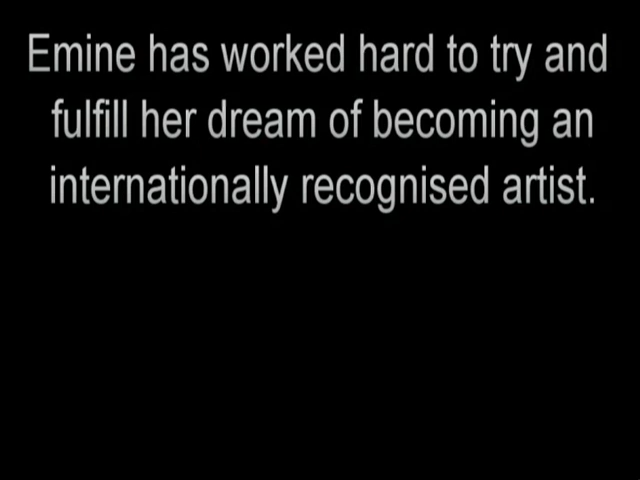 Emine has worked hard to try and
fulfill her dream of becoming an
internationally recognised artist.